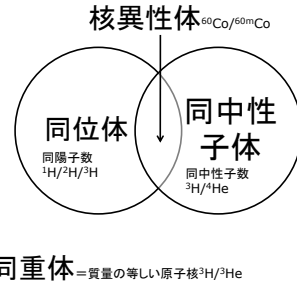 核異性体⁶⁰Co/⁶⁰ᵐCo
同位体
同陽子数
¹H/²H/³H
同中性
子体
同中性子数
³H/⁴He
同重体=質量の等しい原子核³H/³He